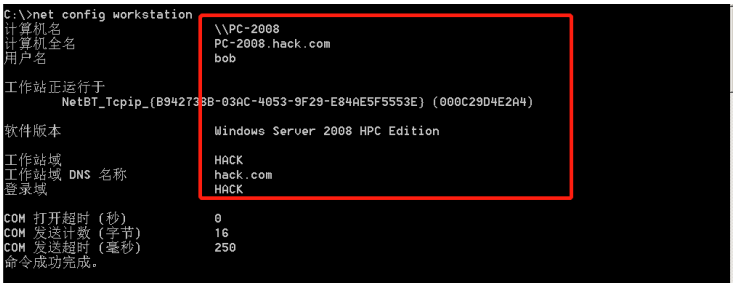 C:\>net config workstation
计算机名 \\PC-2008
计算机全名 PC-2008.hack.com
用户名 bob
工作站正运行于
NetBT_Tcpip_{B942738B-03AC-4053-9F29-E84AE5F5553E} (000C29D4E2A4)
软件版本 Windows Server 2008 HPC Edition
工作站域 HACK
工作站域 DNS 名称 hack.com
登录域 HACK
COM 打开超时 (秒) 0
COM 发送计数 (字节) 16
COM 发送超时 (毫秒) 250
命令成功完成。